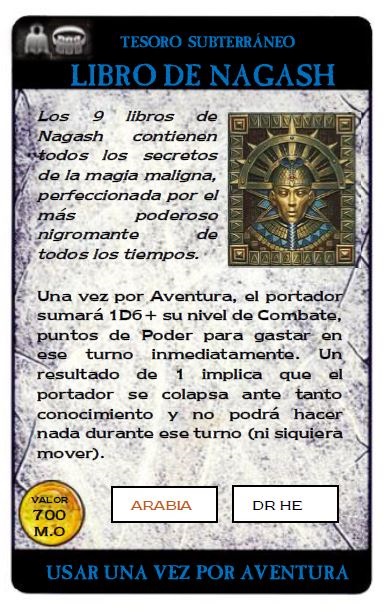 TESORO SUBTERRÁNEO
LIBRO DE NAGASH
Los 9 libros de
Nagash contienen
todos los secretos
de la magia maligna,
perfeccionada por el
más poderoso
nigromante de
todos los tiempos.
Una vez por Aventura, el portador
sumará 1D6+ su nivel de Combate,
puntos de Poder para gastar en
ese turno inmediatamente. Un
resultado de 1 implica que el
portador se colapsa ante tanto
conocimiento y no podrá hacer
nada durante ese turno (ni siquiera
mover).
VALOR
700
M.O
ARABIA
DR HE
USAR UNA VEZ POR AVENTURA